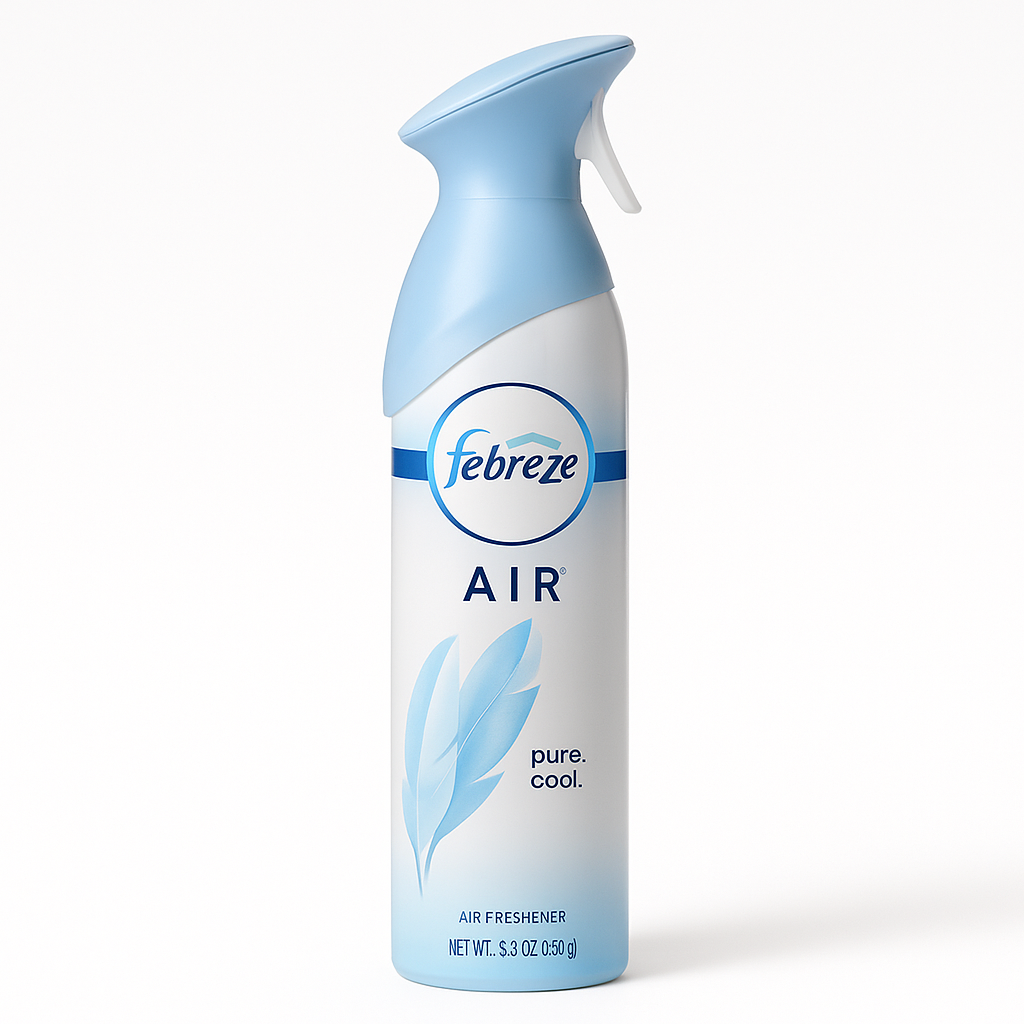 febreze
AIR®
pure.
cool.
AIR FRESHENER
NET WT.. $.3 OZ 0:50 g)